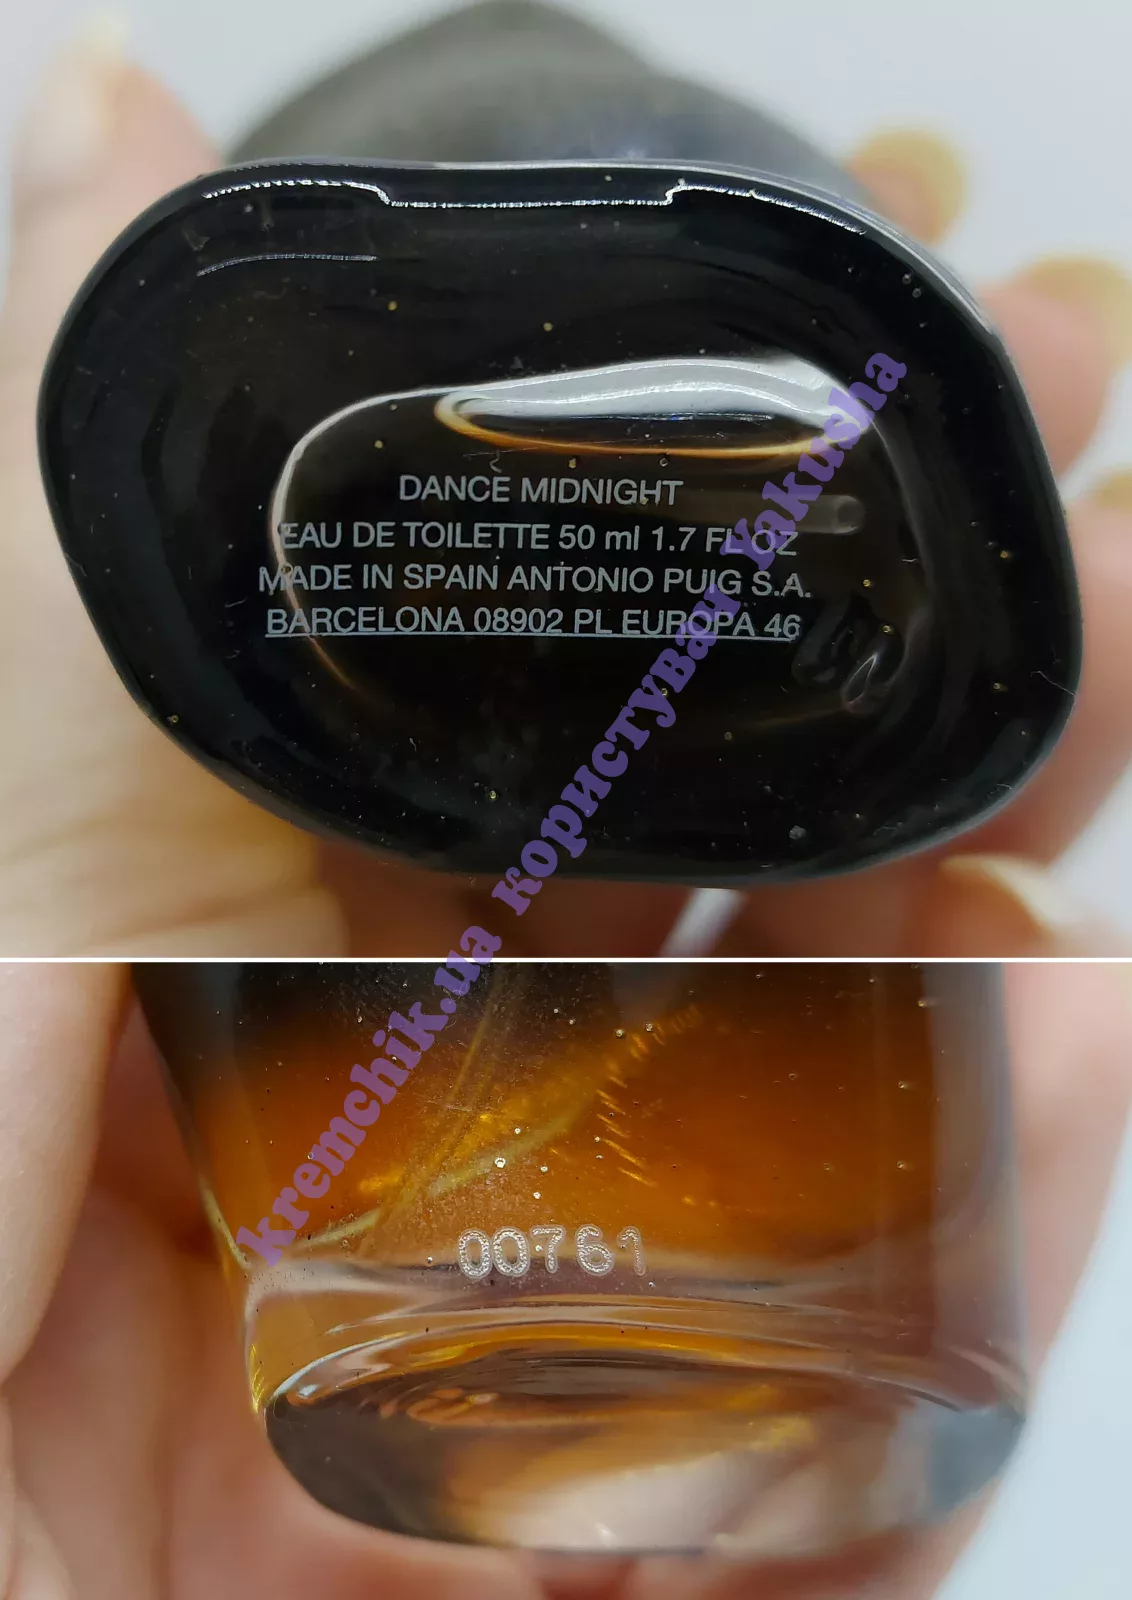 DANCE MIDNIGHT
EAU DE TOILETTE 50 ml 1.7 FL OZ
MADE IN SPAIN ANTONIO PUIG S.A.
BARCELONA 08902 PL EUROPA 46
kremchik.ua користувач Yakusha
00761